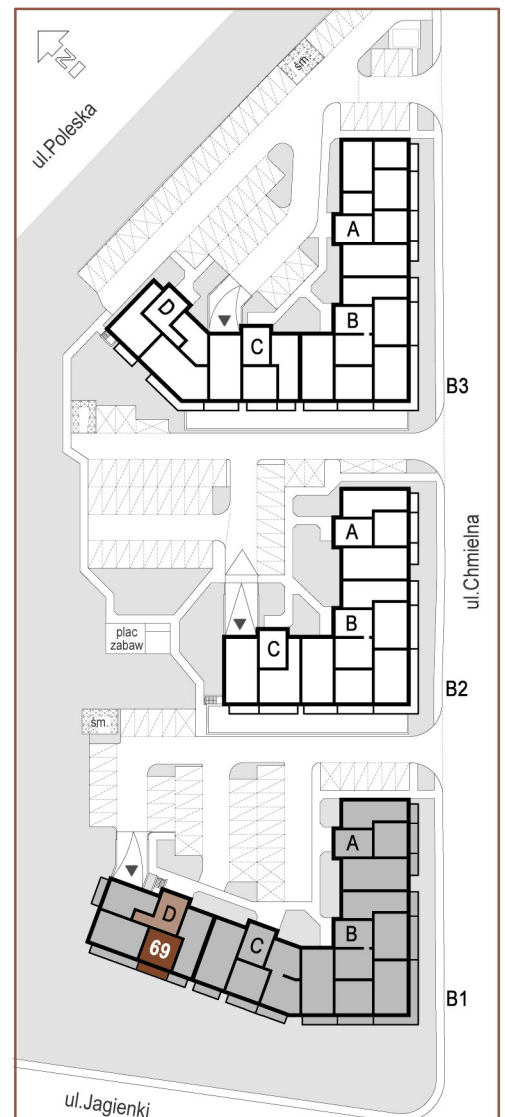 N
ul.Poleska
śm.
A
D
B
C
B3
A
ul.Chmielna
B
plac
zabaw
C
B2
śm.
A
D
B
69
C
B1
ul.Jagienki